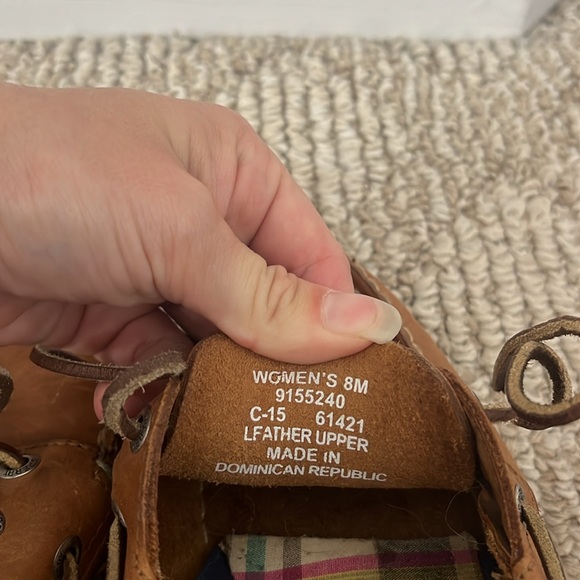 WOMEN'S 8M
9155240
C-15 61421
LFATHER UPPER
MADE IN
DOMINICAN REPUBLIC